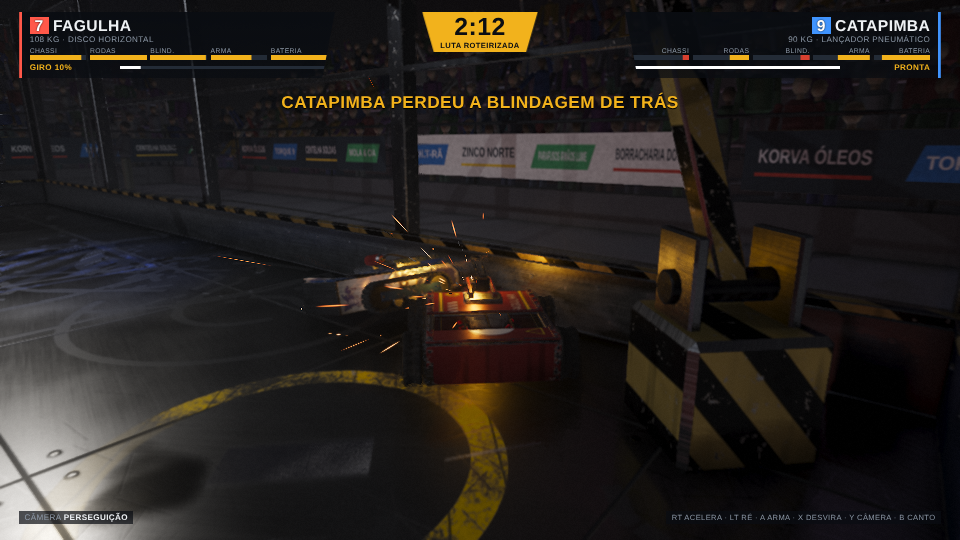 7 FAGULHA
108 KG · DISCO HORIZONTAL
CHASSI RODAS BLIND. ARMA BATERIA
GIRO 10%
2:12
LUTA ROTEIRIZADA
9 CATAPIMBA
90 KG · LANÇADOR PNEUMÁTICO
CHASSI RODAS BLIND. ARMA BATERIA
PRONTA
CATAPIMBA PERDEU A BLINDAGEM DE TRÁS
ZINCO NORTE
BORRACHARIA DO
KORVA ÓLEOS
CÂMERA PERSEGUIÇÃO
RT ACELERA · LT RÉ · A ARMA · X DESVIRA · Y CÂMERA · B CANTO